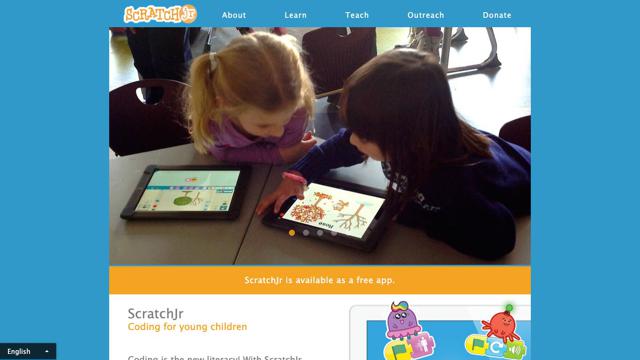 SCRATCHJr
About
Learn
Teach
Outreach
Donate
ScratchJr is available as a free app.
ScratchJr
Coding for young children
Coding is the new literacy! With ScratchJr,
English